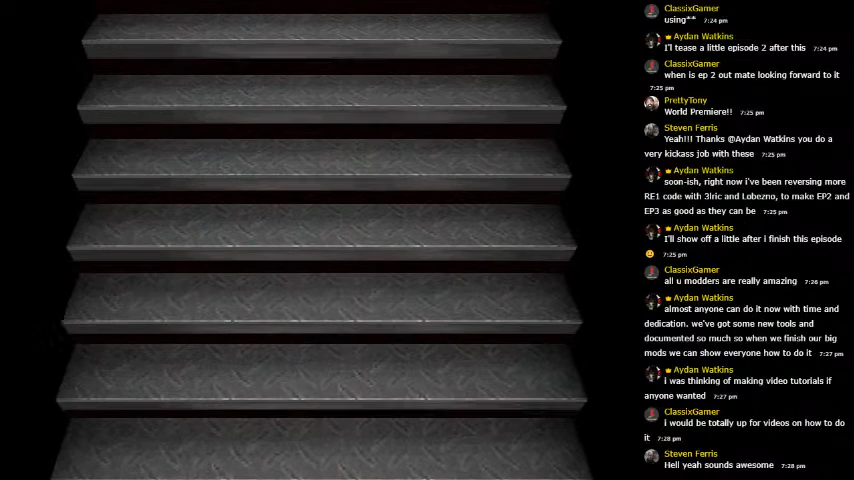 ClassixGamer
using** 7:24 pm
Aydan Watkins
I'l tease a little episode 2 after this 7:24 pm
ClassixGamer
when is ep 2 out mate looking forward to it
7:25 pm
PrettyTony
World Premiere!! 7:25 pm
Steven Ferris
Yeah!!! Thanks @Aydan Watkins you do a
very kickass job with these 7:25 pm
Aydan Watkins
soon-ish, right now i've been reversing more
RE1 code with 3lric and Lobezno, to make EP2 and
EP3 as good as they can be 7:25 pm
Aydan Watkins
I'll show off a little after i finish this episode
7:25 pm
ClassixGamer
all u modders are really amazing 7:26 pm
Aydan Watkins
almost anyone can do it now with time and
dedication. we've got some new tools and
documented so much so when we finish our big
mods we can show everyone how to do it 7:27 pm
Aydan Watkins
i was thinking of making video tutorials if
anyone wanted 7:27 pm
ClassixGamer
i would be totally up for videos on how to do
it 7:28 pm
Steven Ferris
Hell yeah sounds awesome 7:28 pm